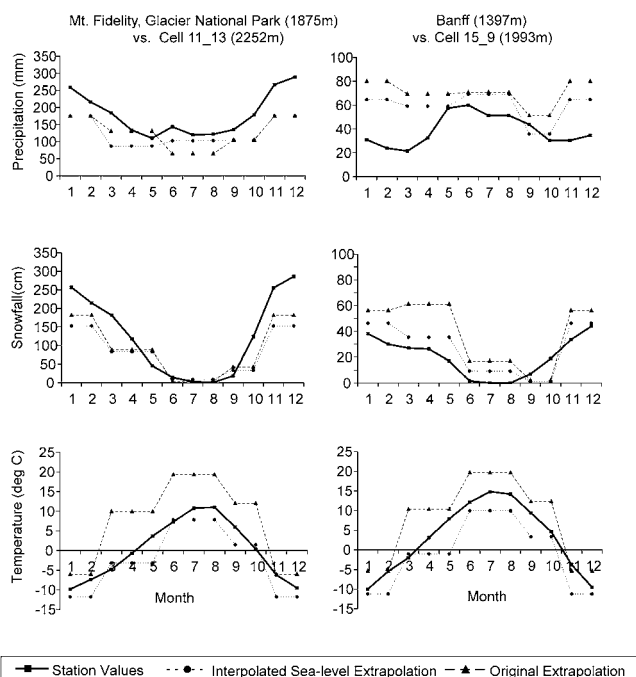 Mt. Fidelity, Glacier National Park (1875m)
vs. Cell 11_13 (2252m)
Banff (1397m)
vs. Cell 15_9 (1993m)
Precipitation (mm)
350
300
250
200
150
100
50
0
1 2 3 4 5 6 7 8 9 10 11 12
100
80
60
40
20
0
1 2 3 4 5 6 7 8 9 10 11 12
Snowfall(cm)
350
300
250
200
150
100
50
0
1 2 3 4 5 6 7 8 9 10 11 12
100
80
60
40
20
0
1 2 3 4 5 6 7 8 9 10 11 12
Temperature (deg C)
25
20
15
10
5
0
-5
-10
-15
1 2 3 4 5 6 7 8 9 10 11 12
Month
25
20
15
10
5
0
-5
-10
-15
1 2 3 4 5 6 7 8 9 10 11 12
Month
Station Values Interpolated Sea-level Extrapolation Original Extrapolation